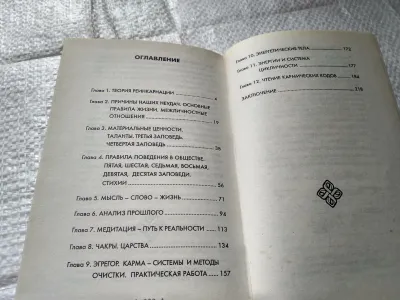 ОГЛАВЛЕНИЕ
Глава 1. ТЕОРИЯ РЕИНКАРНАЦИИ 4
Глава 2. ПРИЧИНЫ НАШИХ НЕУДАЧ. ОСНОВНЫЕ
ПРАВИЛА ЖИЗНИ, МЕЖЛИЧНОСТНЫЕ
ОТНОШЕНИЯ 19
Глава 3. МАТЕРИАЛЬНЫЕ ЦЕННОСТИ,
ТАЛАНТЫ. ТРЕТЬЯ ЗАПОВЕДЬ.
ЧЕТВЕРТАЯ ЗАПОВЕДЬ 38
Глава 4. ПРАВИЛА ПОВЕДЕНИЯ В ОБЩЕСТВЕ.
ПЯТАЯ, ШЕСТАЯ, СЕДЬМАЯ, ВОСЬМАЯ,
ДЕВЯТАЯ, ДЕСЯТАЯ ЗАПОВЕДИ.
СТИХИИ 56
Глава 5. МЫСЛЬ – СЛОВО – ЖИЗНЬ 71
Глава 6. АНАЛИЗ ПРОШЛОГО 94
Глава 7. МЕДИТАЦИЯ – ПУТЬ К РЕАЛЬНОСТИ 113
Глава 8. ЧАКРЫ. ЦАРСТВА 134
Глава 9. ЭГРЕГОР. КАРМА – СИСТЕМЫ И МЕТОДЫ
ОЧИСТКИ. ПРАКТИЧЕСКАЯ РАБОТА 157
Глава 10. ЭНЕРГЕТИЧЕСКИЕ ТЕЛА 172
Глава 11. ЭНЕРГИИ И СИСТЕМЫ
ЦИКЛИЧНОСТИ 177
Глава 12. ЧТЕНИЕ КАРМИЧЕСКИХ КОДОВ 184
ЗАКЛЮЧЕНИЕ 218